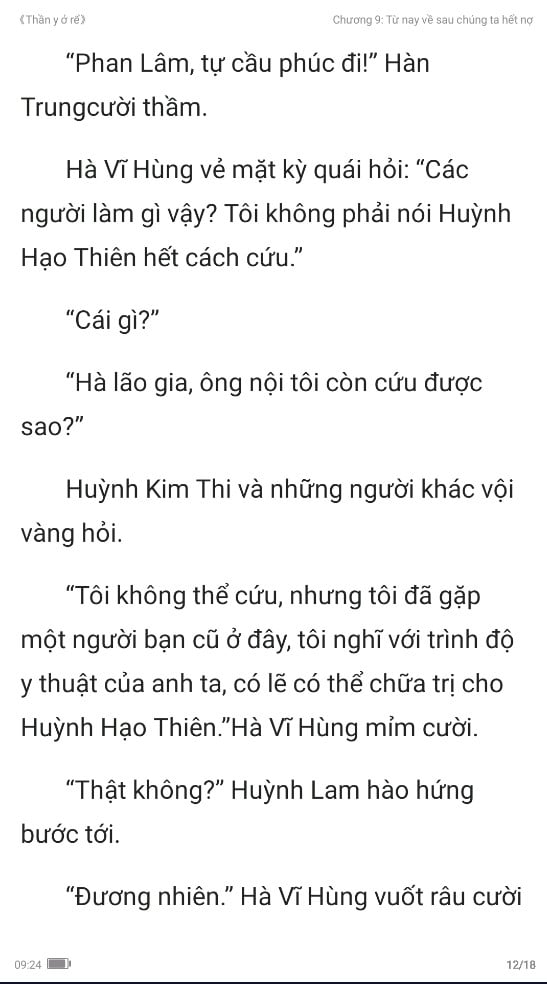 《Thần y ở rể》 Chương 9: Từ nay về sau chúng ta hết nợ
“Phan Lâm, tự cầu phúc đi!” Hàn
Trungcười thầm.
Hà Vĩ Hùng vẻ mặt kỳ quái hỏi: “Các
người làm gì vậy? Tôi không phải nói Huỳnh
Hạo Thiên hết cách cứu.”
“Cái gì?”
“Hà lão gia, ông nội tôi còn cứu được
sao?”
Huỳnh Kim Thi và những người khác vội
vàng hỏi.
“Tôi không thể cứu, nhưng tôi đã gặp
một người bạn cũ ở đây, tôi nghĩ với trình độ
y thuật của anh ta, có lẽ có thể chữa trị cho
Huỳnh Hạo Thiên.”Hà Vĩ Hùng mỉm cười.
“Thật không?” Huỳnh Lam hào hứng
bước tới.
“Đương nhiên.” Hà Vĩ Hùng vuốt râu cười
09:24 12/18